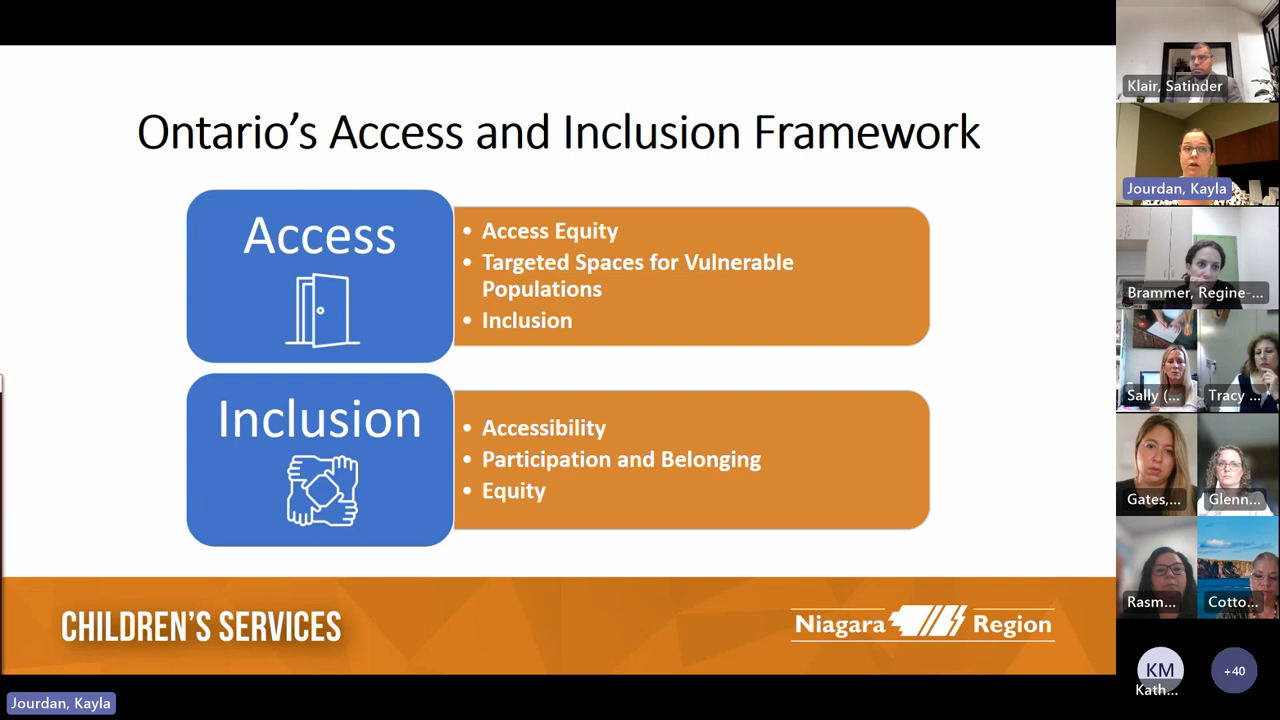 Ontario's Access and Inclusion Framework
Access
• Access Equity
• Targeted Spaces for Vulnerable
Populations
• Inclusion
Inclusion
• Accessibility
• Participation and Belonging
• Equity
CHILDREN'S SERVICES
Niagara Region
Jourdan, Kayla
Klair, Satinder
Jourdan, Kayla
Brammer, Regine-...
Sally (...
Tracy ...
Gates,...
Glenn...
Rasm...
Cotto...
KM
Kath...
+40